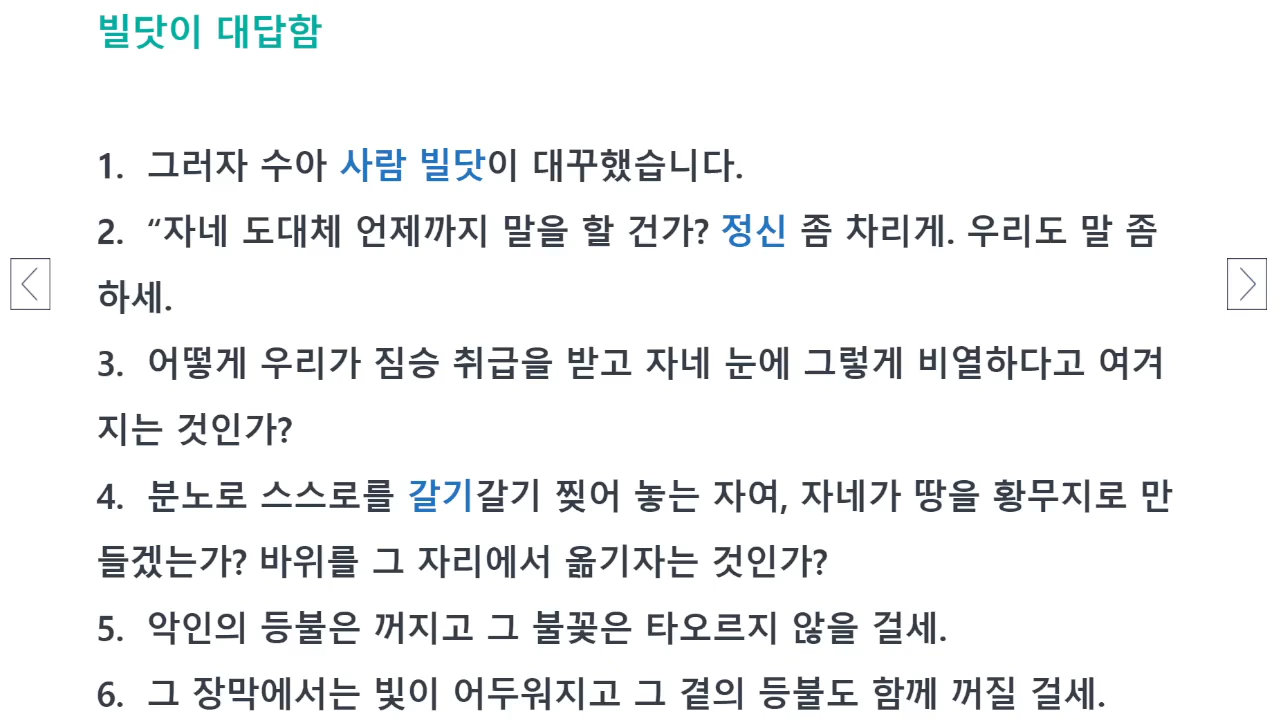 빌닷이 대답함
1. 그러자 수아 사람 빌닷이 대꾸했습니다.
2. “자네 도대체 언제까지 말을 할 건가? 정신 좀 차리게. 우리도 말 좀
하세.
3. 어떻게 우리가 짐승 취급을 받고 자네 눈에 그렇게 비열하다고 여겨
지는 것인가?
4. 분노로 스스로를 갈기갈기 찢어 놓는 자여, 자네가 땅을 황무지로 만
들겠는가? 바위를 그 자리에서 옮기자는 것인가?
5. 악인의 등불은 꺼지고 그 불꽃은 타오르지 않을 걸세.
6. 그 장막에서는 빛이 어두워지고 그 곁의 등불도 함께 꺼질 걸세.